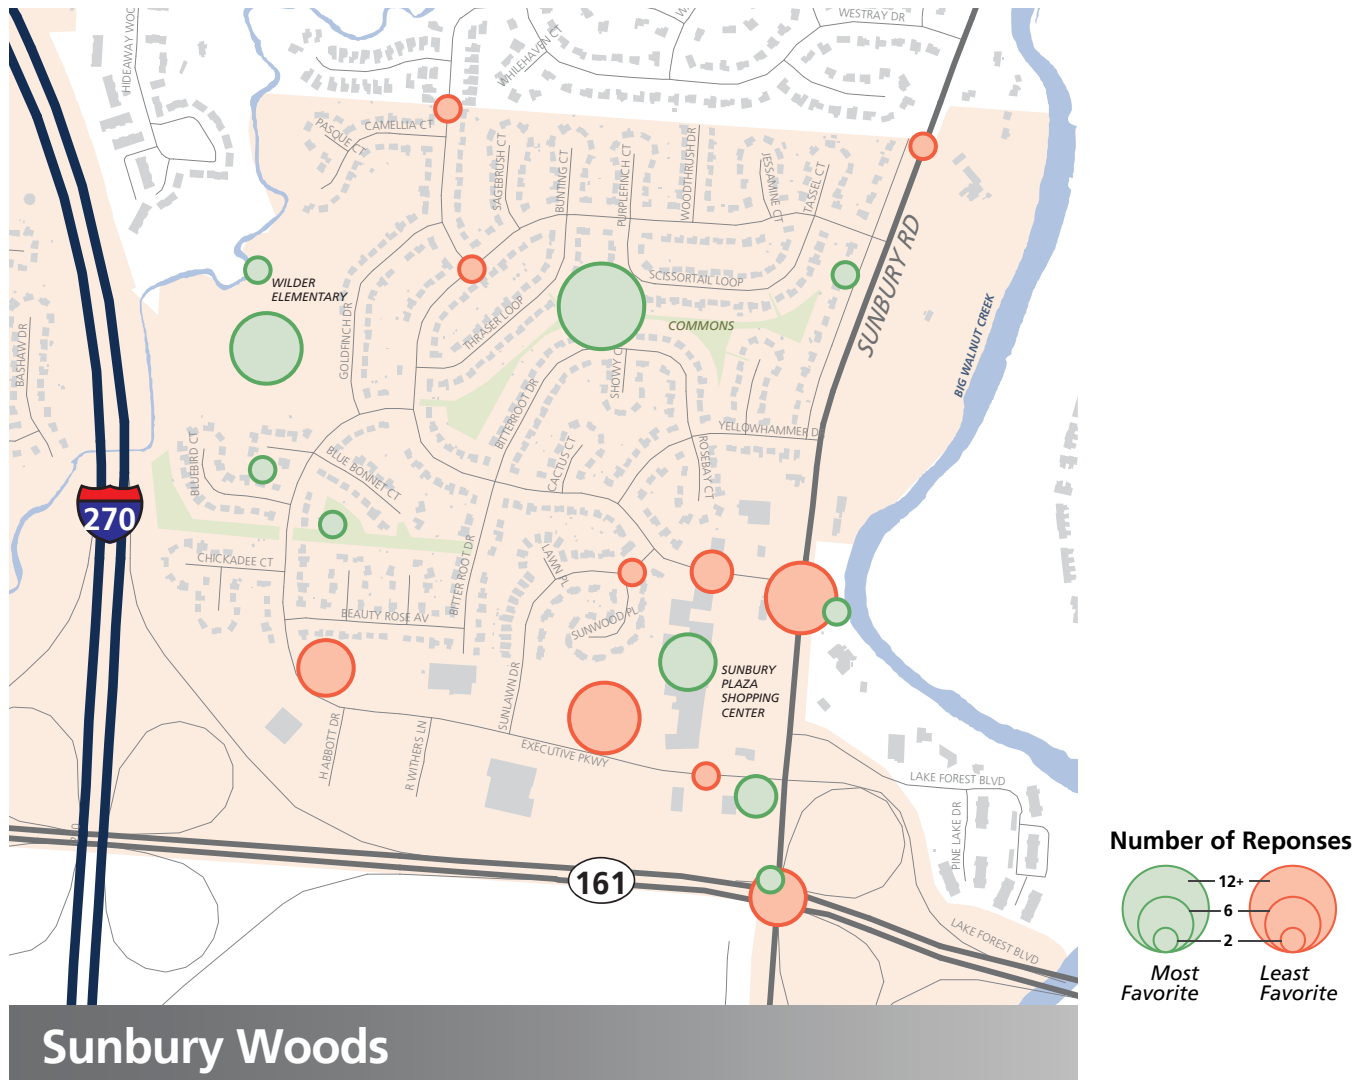 HIDEAWAY WOO
W
WESTRAY DR
WHILEHAVEN CT
CAMELLIA CT
PASQUE CT
SAGEBRUSH CT
BUNTING CT
PURPLEFINCH CT
WOODTHRUSH DR
JESSAMINE CT
TASSEL CT
SUNBURY RD
WILDER
ELEMENTARY
SCISSORTAIL LOOP
GOLDFINCH DR
THRASER LOOP
COMMONS
BIG WALNUT CREEK
BASHAW DR
SHOWY C
BITTERROOT DR
YELLOWHAMMER D
BLUEBIRD CT
BLUE BONNET CT
CACTUS CT
ROSEBAY CT
270
CHICKADEE CT
BITTER ROOT DR
LAWN PL
BEAUTY ROSE AV
SUNWOOD PL
SUNLAWN DR
SUNBURY
PLAZA
SHOPPING
CENTER
H ABBOTT DR
R WITHERS LN
EXECUTIVE PKWY
LAKE FOREST BLVD
PINE LAKE DR
161
LAKE FOREST BLVD
Number of Reponses
12+
6
2
Most
Favorite
Least
Favorite
Sunbury Woods